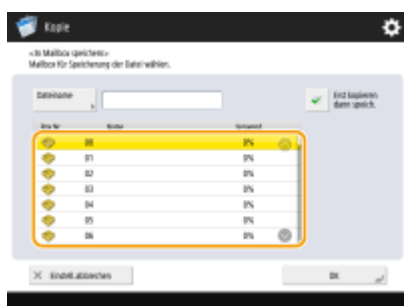 Kopie
<In Mailbox speichern>
Mailbox für Speicherung der Datei wählen.
Dateiname
Erst kopieren
dann speich.
Box Nr. Name Verwend.
00 0%
01 0%
02 0%
03 0%
04 0%
05 0%
06 0%
Einstell.abbrechen
OK